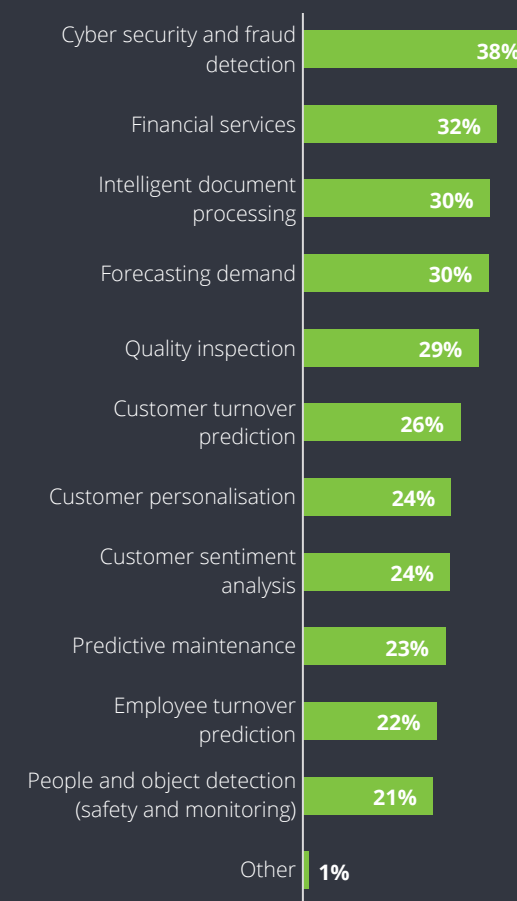 Cyber security and fraud
detection
38%
Financial services
32%
Intelligent document
processing
30%
Forecasting demand
30%
Quality inspection
29%
Customer turnover
prediction
26%
Customer personalisation
24%
Customer sentiment
analysis
24%
Predictive maintenance
23%
Employee turnover
prediction
22%
People and object detection
(safety and monitoring)
21%
Other
1%